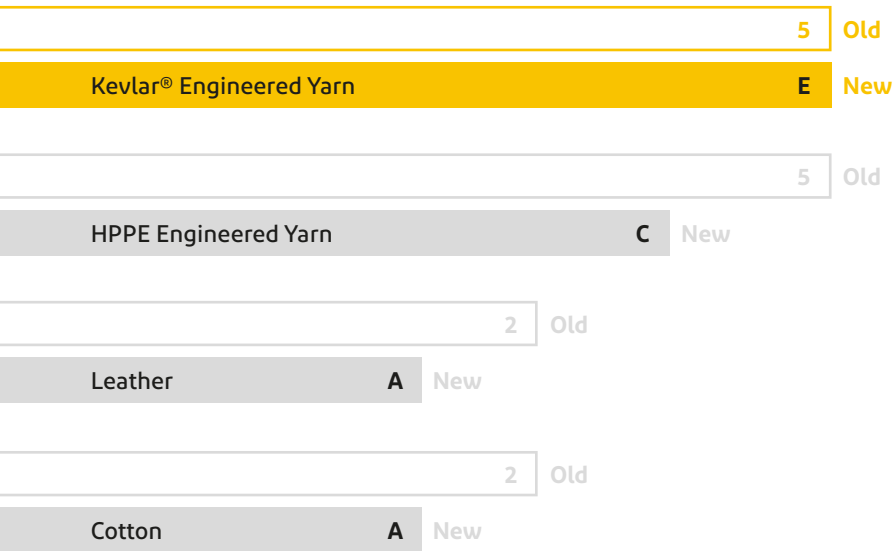 5 Old
Kevlar® Engineered Yarn E New
5 Old
HPPE Engineered Yarn C New
2 Old
Leather A New
2 Old
Cotton A New